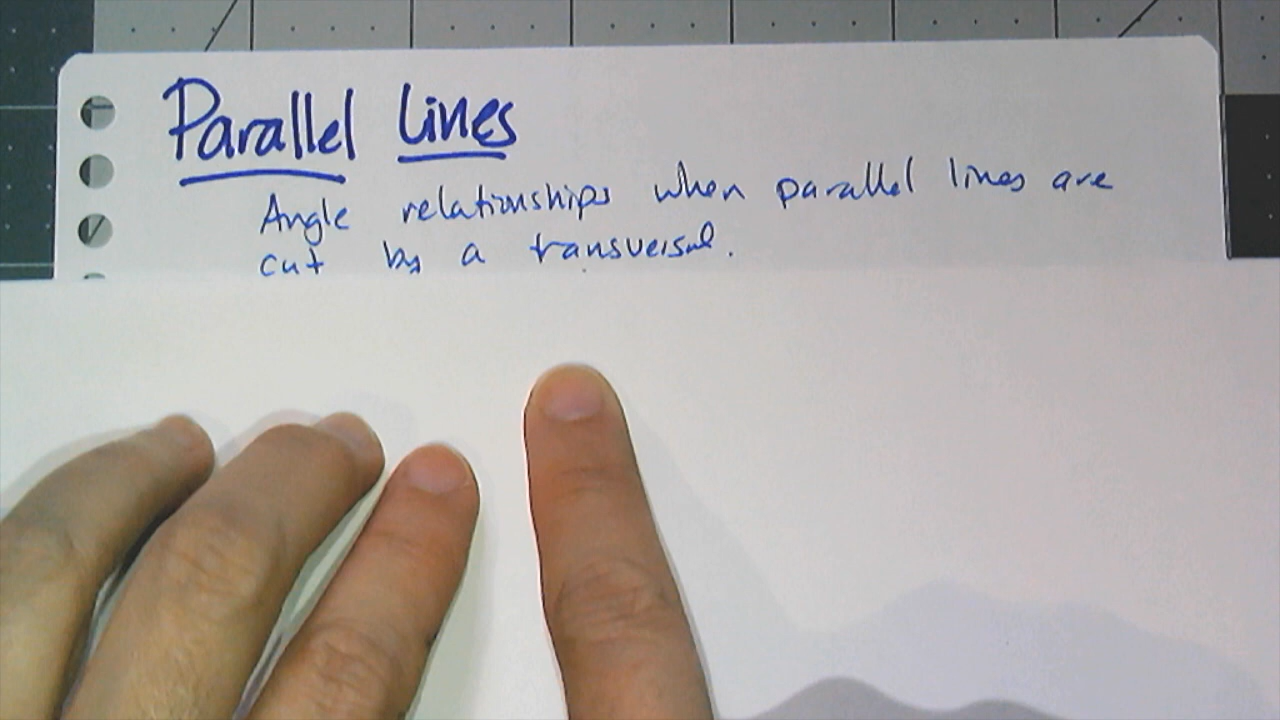 Parallel Lines
Angle relationships when parallel lines are
cut by a transversal.